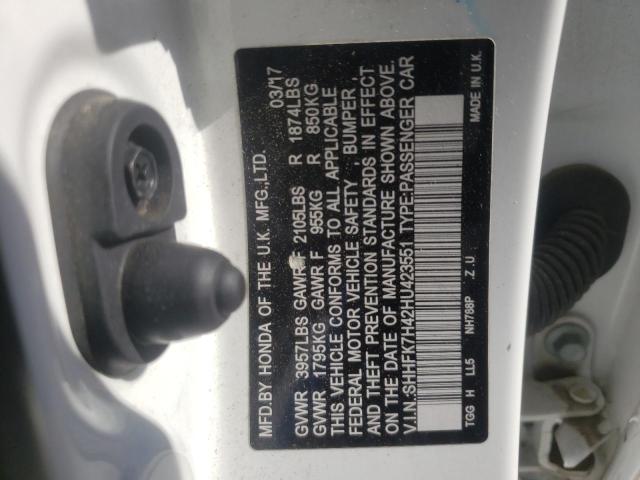 MFD.BY HONDA OF THE U.K. MFG.,LTD. 03/17
GVWR 3957LBS GAWR F 2105LBS R 1874LBS
GVWR 1795KG GAWR F 955KG R 850KG
THIS VEHICLE CONFORMS TO ALL APPLICABLE
FEDERAL MOTOR VEHICLE SAFETY , BUMPER ,
AND THEFT PREVENTION STANDARDS IN EFFECT
ON THE DATE OF MANUFACTURE SHOWN ABOVE.
V.I.N.:SHHFK7H42HU423551 TYPE:PASSENGER CAR
TGG H LL5 NH788P .Z .U MADE IN U.K.